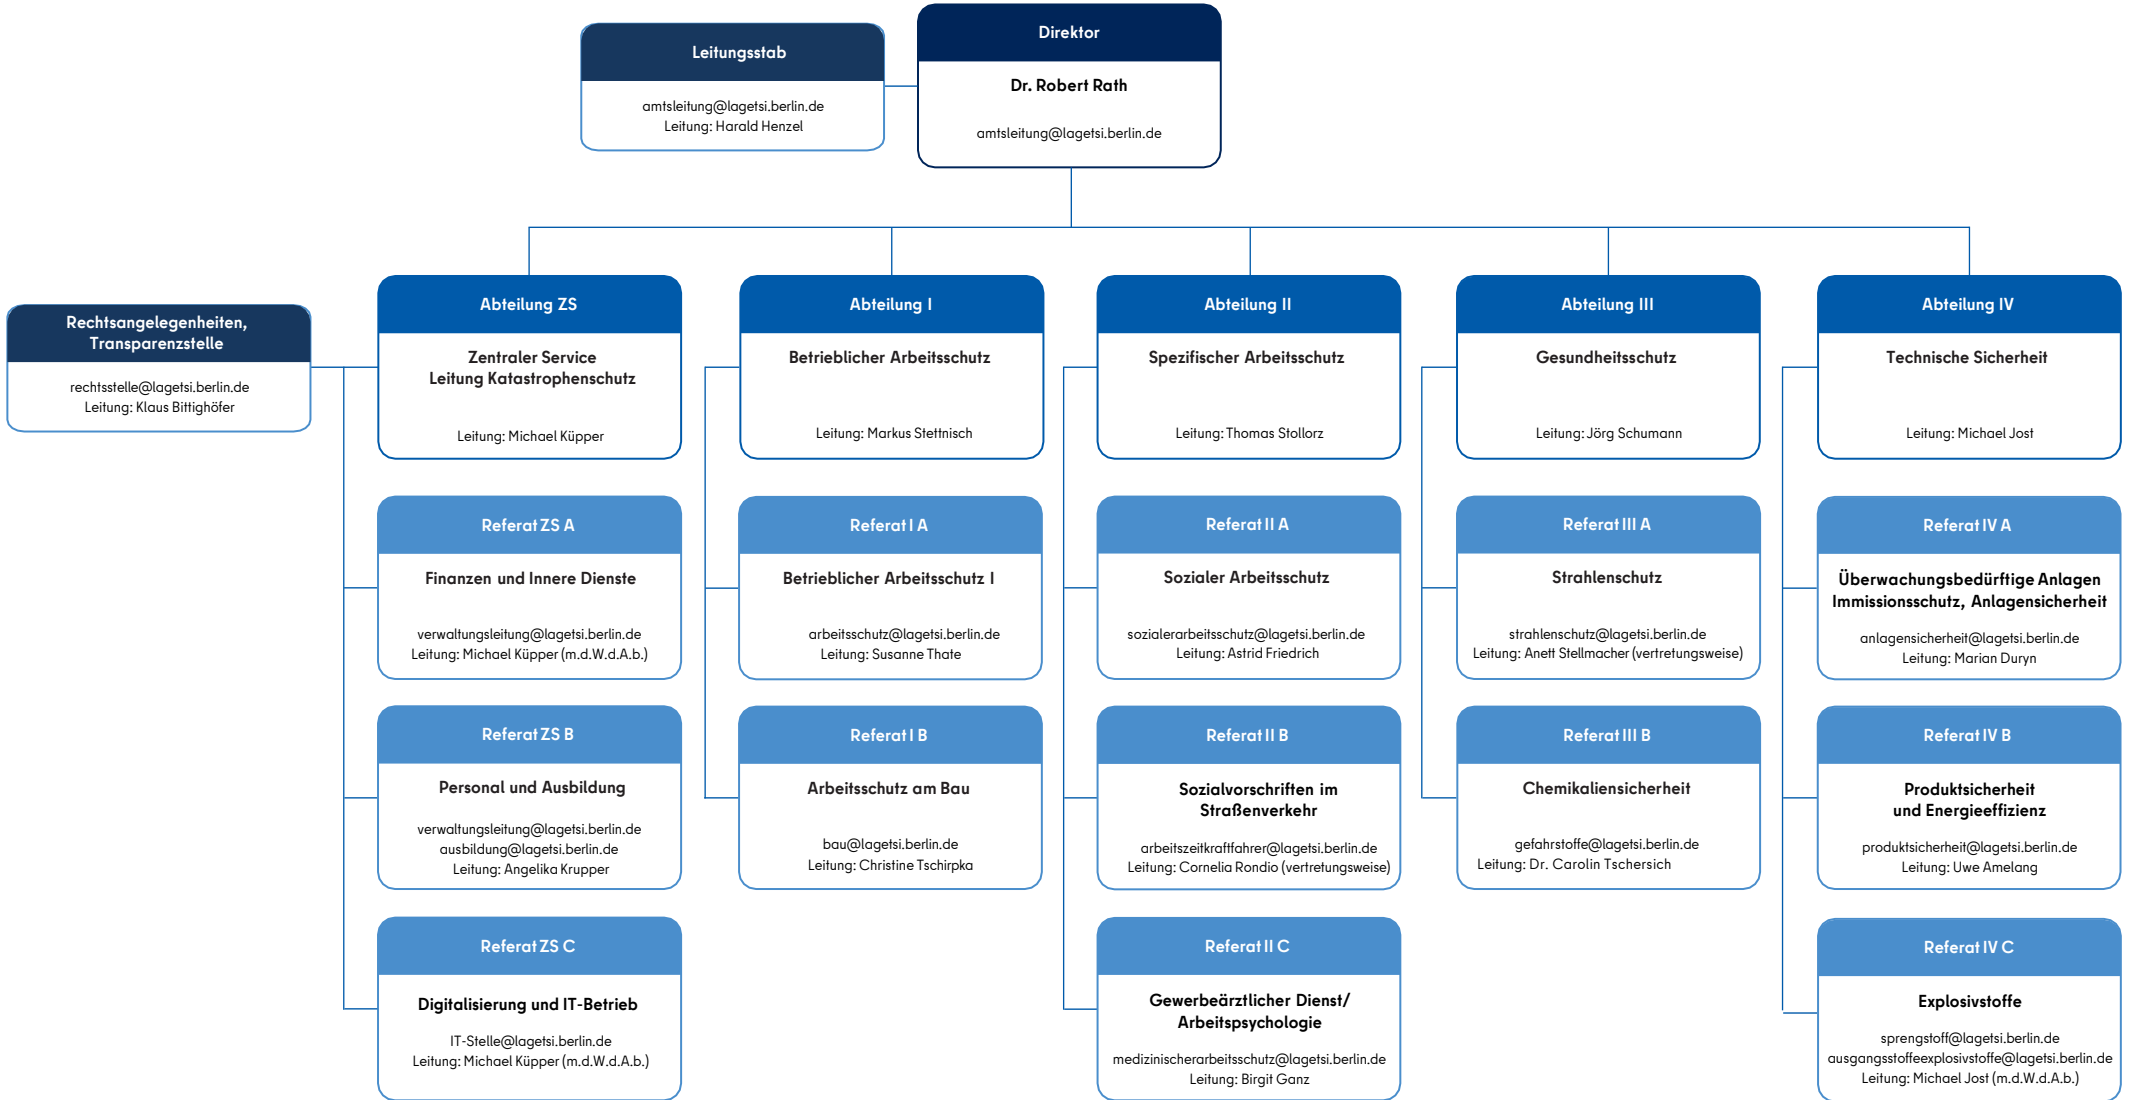 Leitungsstab
amtsleitung@lagetsi.berlin.de
Leitung: Harald Henzel
Direktor
Dr. Robert Rath
amtsleitung@lagetsi.berlin.de
Rechtsangelegenheiten,
Transparenzstelle
rechtsstelle@lagetsi.berlin.de
Leitung: Klaus Bittighöfer
Abteilung ZS
Zentraler Service
Leitung Katastrophenschutz
Leitung: Michael Küpper
Referat ZS A
Finanzen und Innere Dienste
verwaltungsleitung@lagetsi.berlin.de
Leitung: Michael Küpper (m.d.W.d.A.b.)
Referat ZS B
Personal und Ausbildung
verwaltungsleitung@lagetsi.berlin.de
ausbildung@lagetsi.berlin.de
Leitung: Angelika Krupper
Referat ZS C
Digitalisierung und IT-Betrieb
IT-Stelle@lagetsi.berlin.de
Leitung: Michael Küpper (m.d.W.d.A.b.)
Abteilung I
Betrieblicher Arbeitsschutz
Leitung: Markus Stettnisch
Referat I A
Betrieblicher Arbeitsschutz I
arbeitsschutz@lagetsi.berlin.de
Leitung: Susanne Thate
Referat I B
Arbeitsschutz am Bau
bau@lagetsi.berlin.de
Leitung: Christine Tschirpka
Abteilung II
Spezifischer Arbeitsschutz
Leitung: Thomas Stollorz
Referat II A
Sozialer Arbeitsschutz
sozialerarbeitsschutz@lagetsi.berlin.de
Leitung: Astrid Friedrich
Referat II B
Sozialvorschriften im
Straßenverkehr
arbeitszeitkraftfahrer@lagetsi.berlin.de
Leitung: Cornelia Rondio (vertretungsweise)
Referat II C
Gewerbeärztlicher Dienst/
Arbeitspsychologie
medizinischerarbeitsschutz@lagetsi.berlin.de
Leitung: Birgit Ganz
Abteilung III
Gesundheitsschutz
Leitung: Jörg Schumann
Referat III A
Strahlenschutz
strahlenschutz@lagetsi.berlin.de
Leitung: Anett Stellmacher (vertretungsweise)
Referat III B
Chemikaliensicherheit
gefahrstoffe@lagetsi.berlin.de
Leitung: Dr. Carolin Tschersich
Abteilung IV
Technische Sicherheit
Leitung: Michael Jost
Referat IV A
Überwachungsbedürftige Anlagen
Immissionsschutz, Anlagensicherheit
anlagensicherheit@lagetsi.berlin.de
Leitung: Marian Duryn
Referat IV B
Produktsicherheit
und Energieeffizienz
produktsicherheit@lagetsi.berlin.de
Leitung: Uwe Amelang
Referat IV C
Explosivstoffe
sprengstoff@lagetsi.berlin.de
ausgangsstoffeexplosivstoffe@lagetsi.berlin.de
Leitung: Michael Jost (m.d.W.d.A.b.)